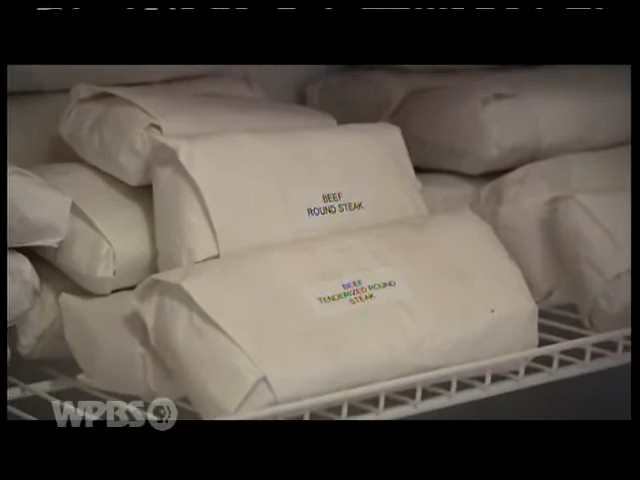 BEEF
ROUND STEAK
BEEF
TENDERIZED ROUND
STEAK
WPBS